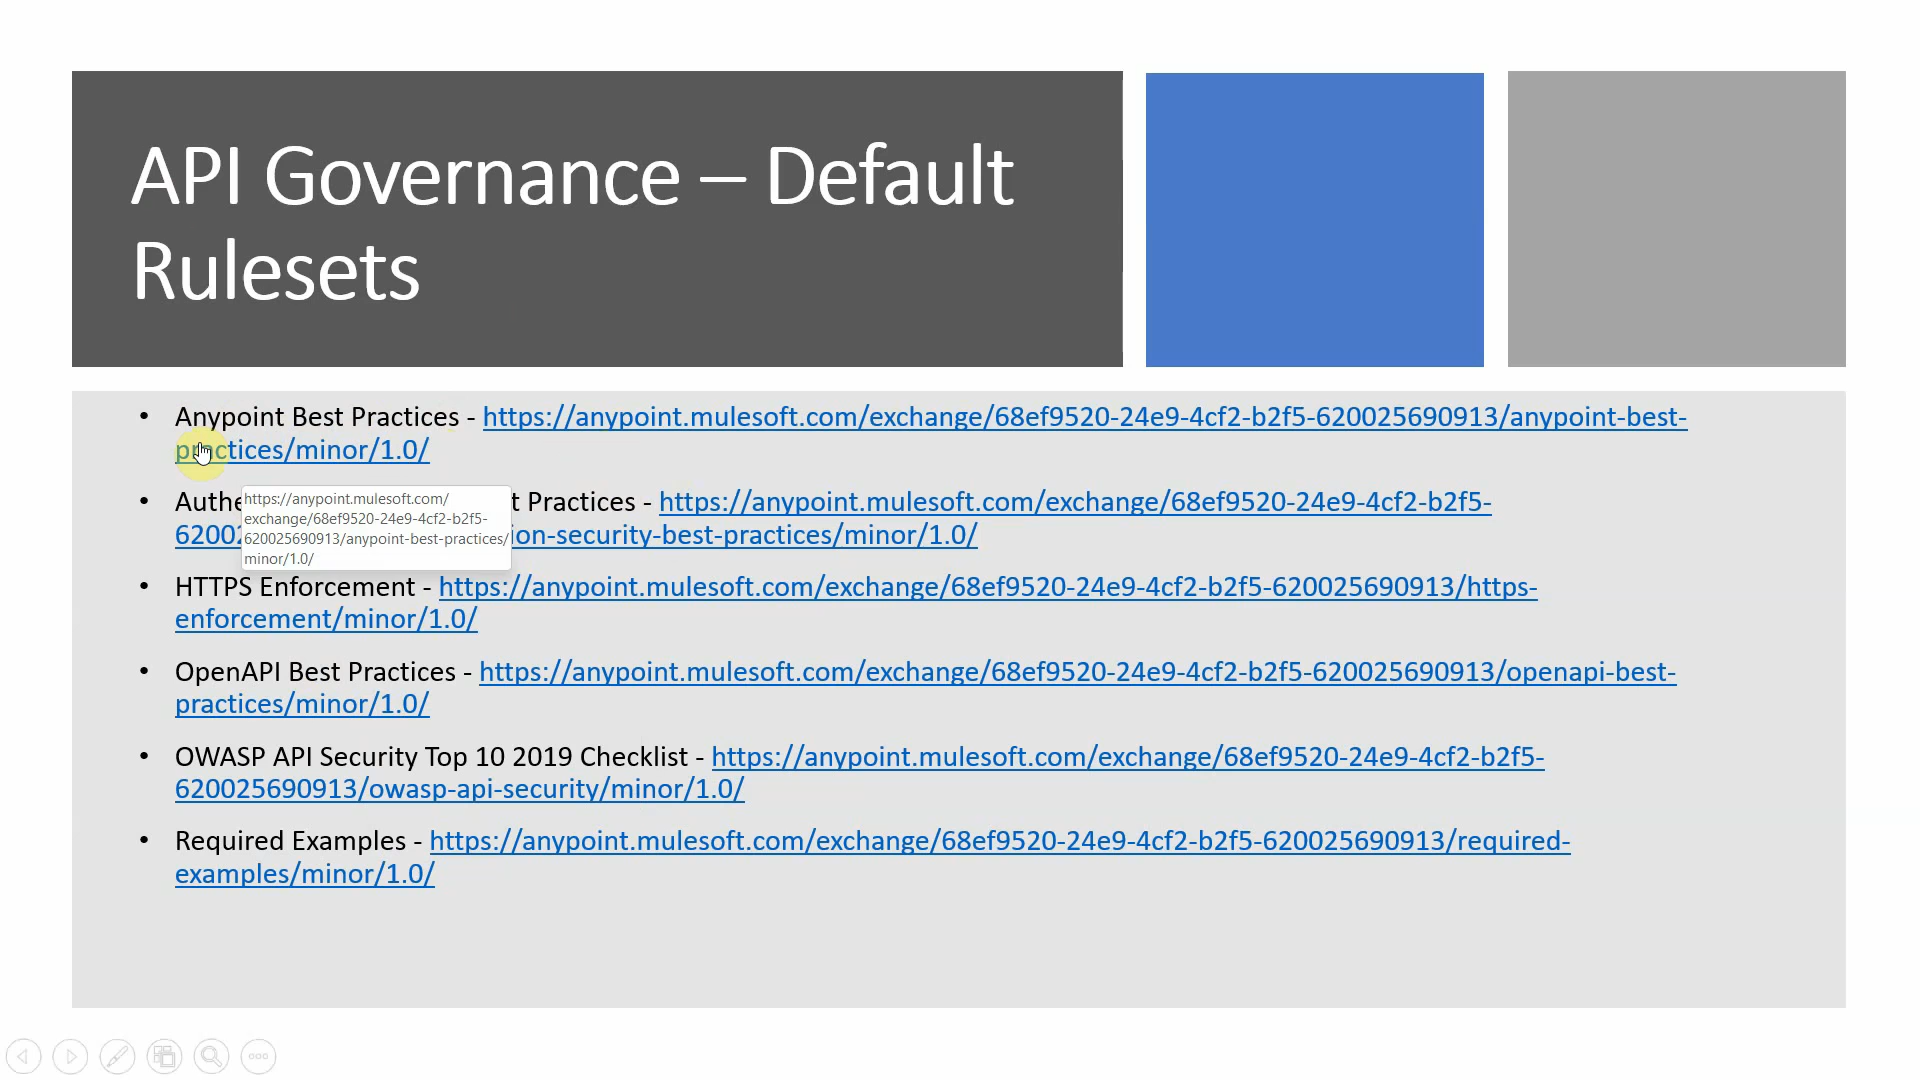 API Governance – Default
Rulesets
• Anypoint Best Practices - https://anypoint.mulesoft.com/exchange/68ef9520-24e9-4cf2-b2f5-620025690913/anypoint-best-
practices/minor/1.0/
• Authe t Practices - https://anypoint.mulesoft.com/exchange/68ef9520-24e9-4cf2-b2f5-
6200 ion-security-best-practices/minor/1.0/
https://anypoint.mulesoft.com/
exchange/68ef9520-24e9-4cf2-b2f5-
620025690913/anypoint-best-practices/
minor/1.0/
• HTTPS Enforcement - https://anypoint.mulesoft.com/exchange/68ef9520-24e9-4cf2-b2f5-620025690913/https-
enforcement/minor/1.0/
• OpenAPI Best Practices - https://anypoint.mulesoft.com/exchange/68ef9520-24e9-4cf2-b2f5-620025690913/openapi-best-
practices/minor/1.0/
• OWASP API Security Top 10 2019 Checklist - https://anypoint.mulesoft.com/exchange/68ef9520-24e9-4cf2-b2f5-
620025690913/owasp-api-security/minor/1.0/
• Required Examples - https://anypoint.mulesoft.com/exchange/68ef9520-24e9-4cf2-b2f5-620025690913/required-
examples/minor/1.0/